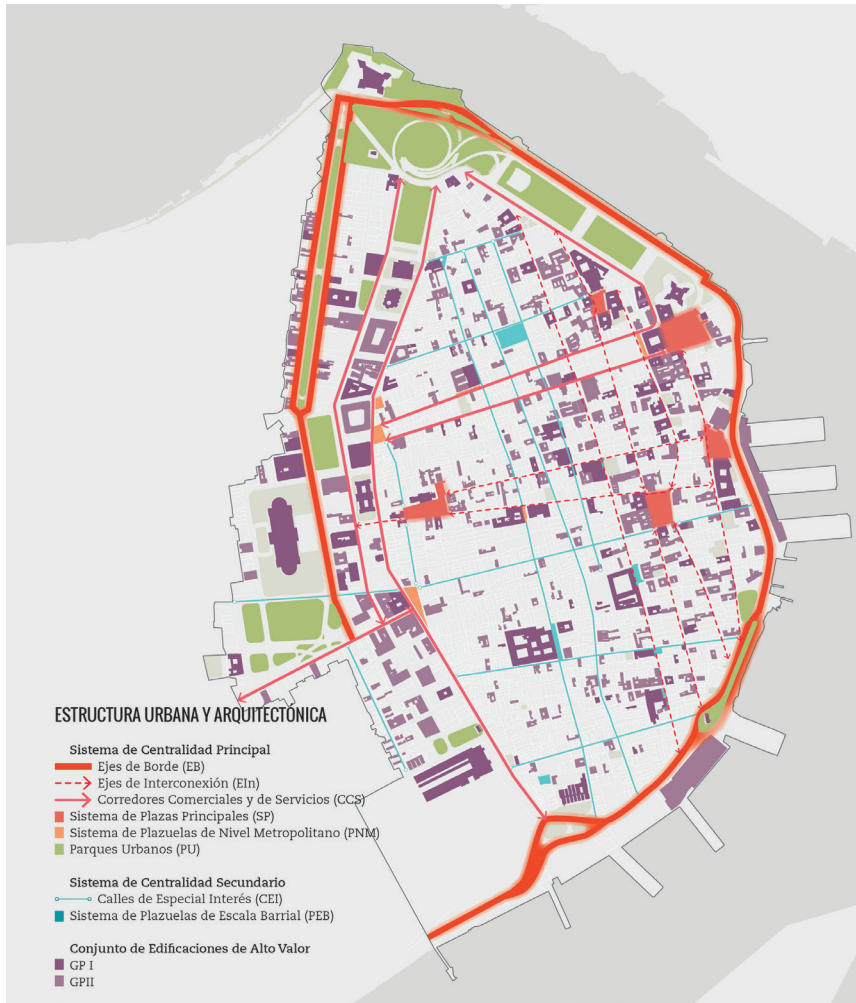 ESTRUCTURA URBANA Y ARQUITECTÓNICA
Sistema de Centralidad Principal
Ejes de Borde (EB)
Ejes de Interconexión (EIn)
Corredores Comerciales y de Servicios (CCS)
Sistema de Plazas Principales (SP)
Sistema de Plazuelas de Nivel Metropolitano (PNM)
Parques Urbanos (PU)
Sistema de Centralidad Secundario
Calles de Especial Interés (CEI)
Sistema de Plazuelas de Escala Barrial (PEB)
Conjunto de Edificaciones de Alto Valor
GP I
GPII